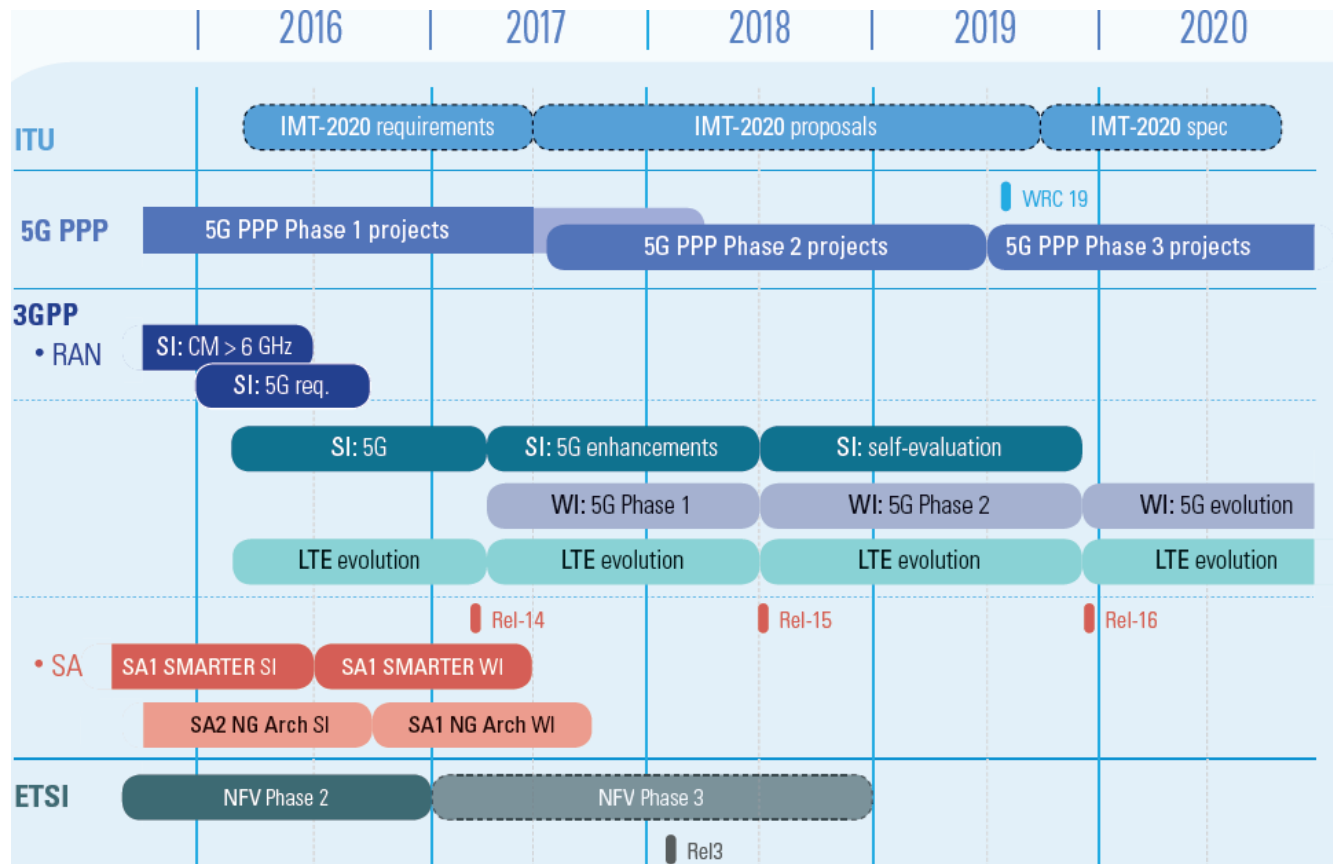 2016 2017 2018 2019 2020
ITU
IMT-2020 requirements
IMT-2020 proposals
IMT-2020 spec
WRC 19
5G PPP
5G PPP Phase 1 projects
5G PPP Phase 2 projects
5G PPP Phase 3 projects
3GPP
• RAN
SI: CM > 6 GHz
SI: 5G req.
SI: 5G
SI: 5G enhancements
SI: self-evaluation
WI: 5G Phase 1
WI: 5G Phase 2
WI: 5G evolution
LTE evolution
LTE evolution
LTE evolution
LTE evolution
Rel-14
Rel-15
Rel-16
• SA
SA1 SMARTER SI
SA1 SMARTER WI
SA2 NG Arch SI
SA1 NG Arch WI
ETSI
NFV Phase 2
NFV Phase 3
Rel3